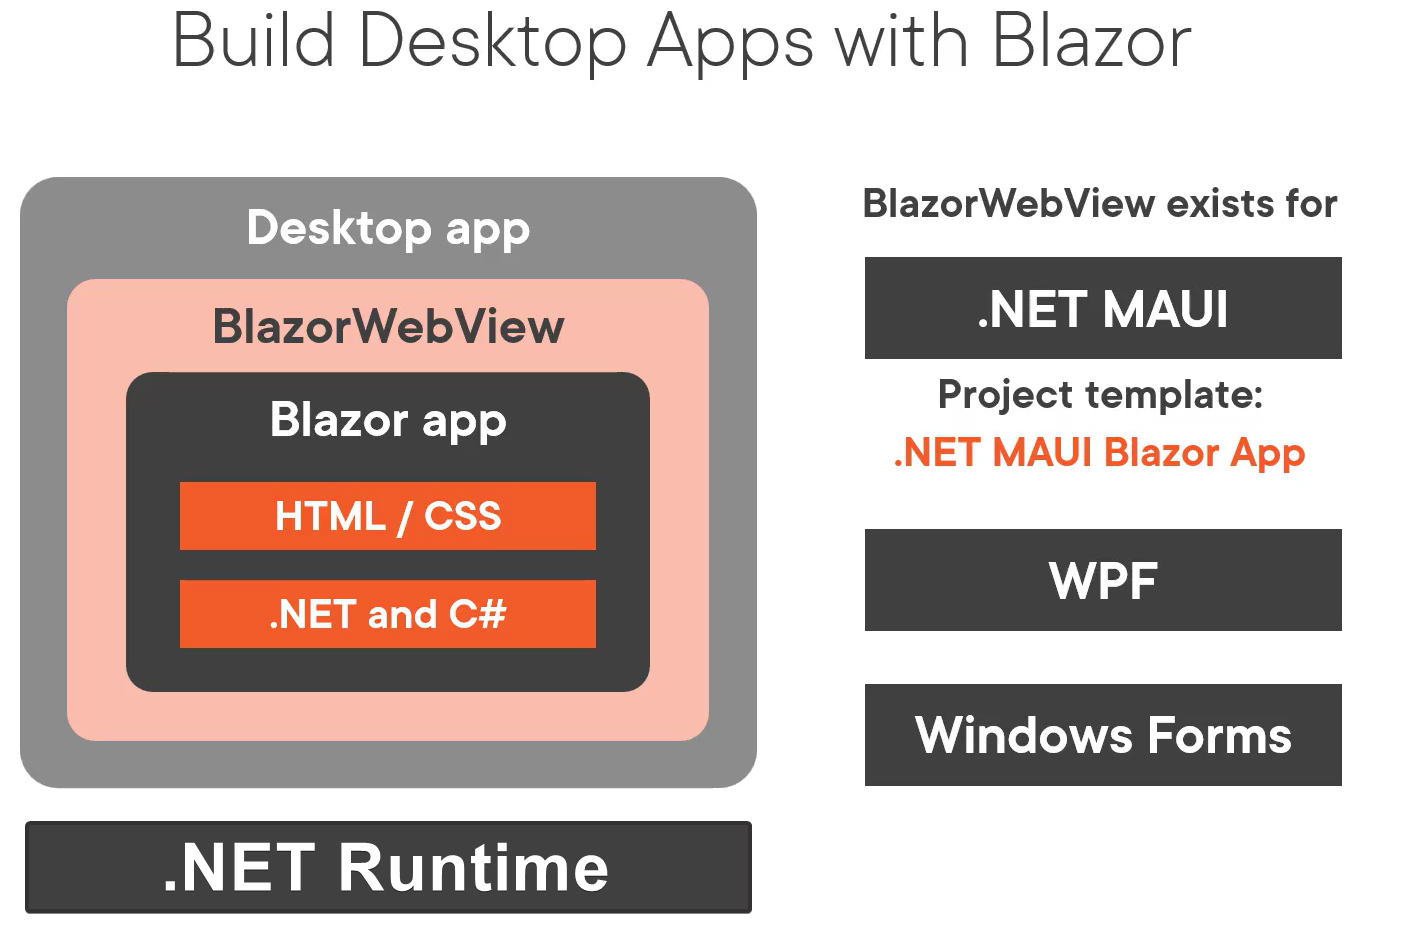 Build Desktop Apps with Blazor
Desktop app
BlazorWebView
Blazor app
HTML / CSS
.NET and C#
.NET Runtime
BlazorWebView exists for
.NET MAUI
Project template:
.NET MAUI Blazor App
WPF
Windows Forms